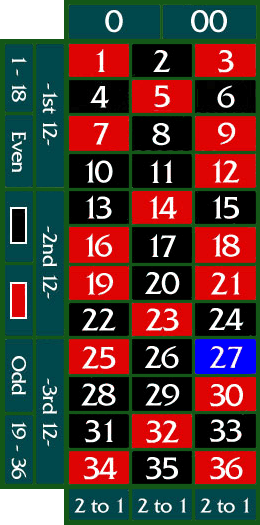 0 00
1 2 3
4 5 6
7 8 9
10 11 12
13 14 15
16 17 18
19 20 21
22 23 24
25 26 27
28 29 30
31 32 33
34 35 36
2 to 1 2 to 1 2 to 1
-1st 12-
-2nd 12-
-3rd 12-
1 - 18
Even
Odd
19 - 36